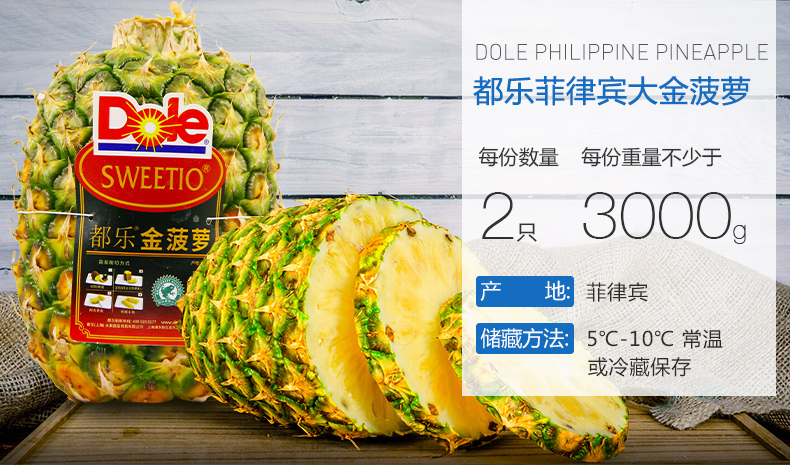 DOLE PHILIPPINE PINEAPPLE
都乐菲律宾大金菠萝
每份数量 每份重量不少于
2只 3000g
产 地: 菲律宾
储藏方法: 5℃-10℃ 常温
或冷藏保存
Dole®
SWEETIO®
都乐®金菠萝